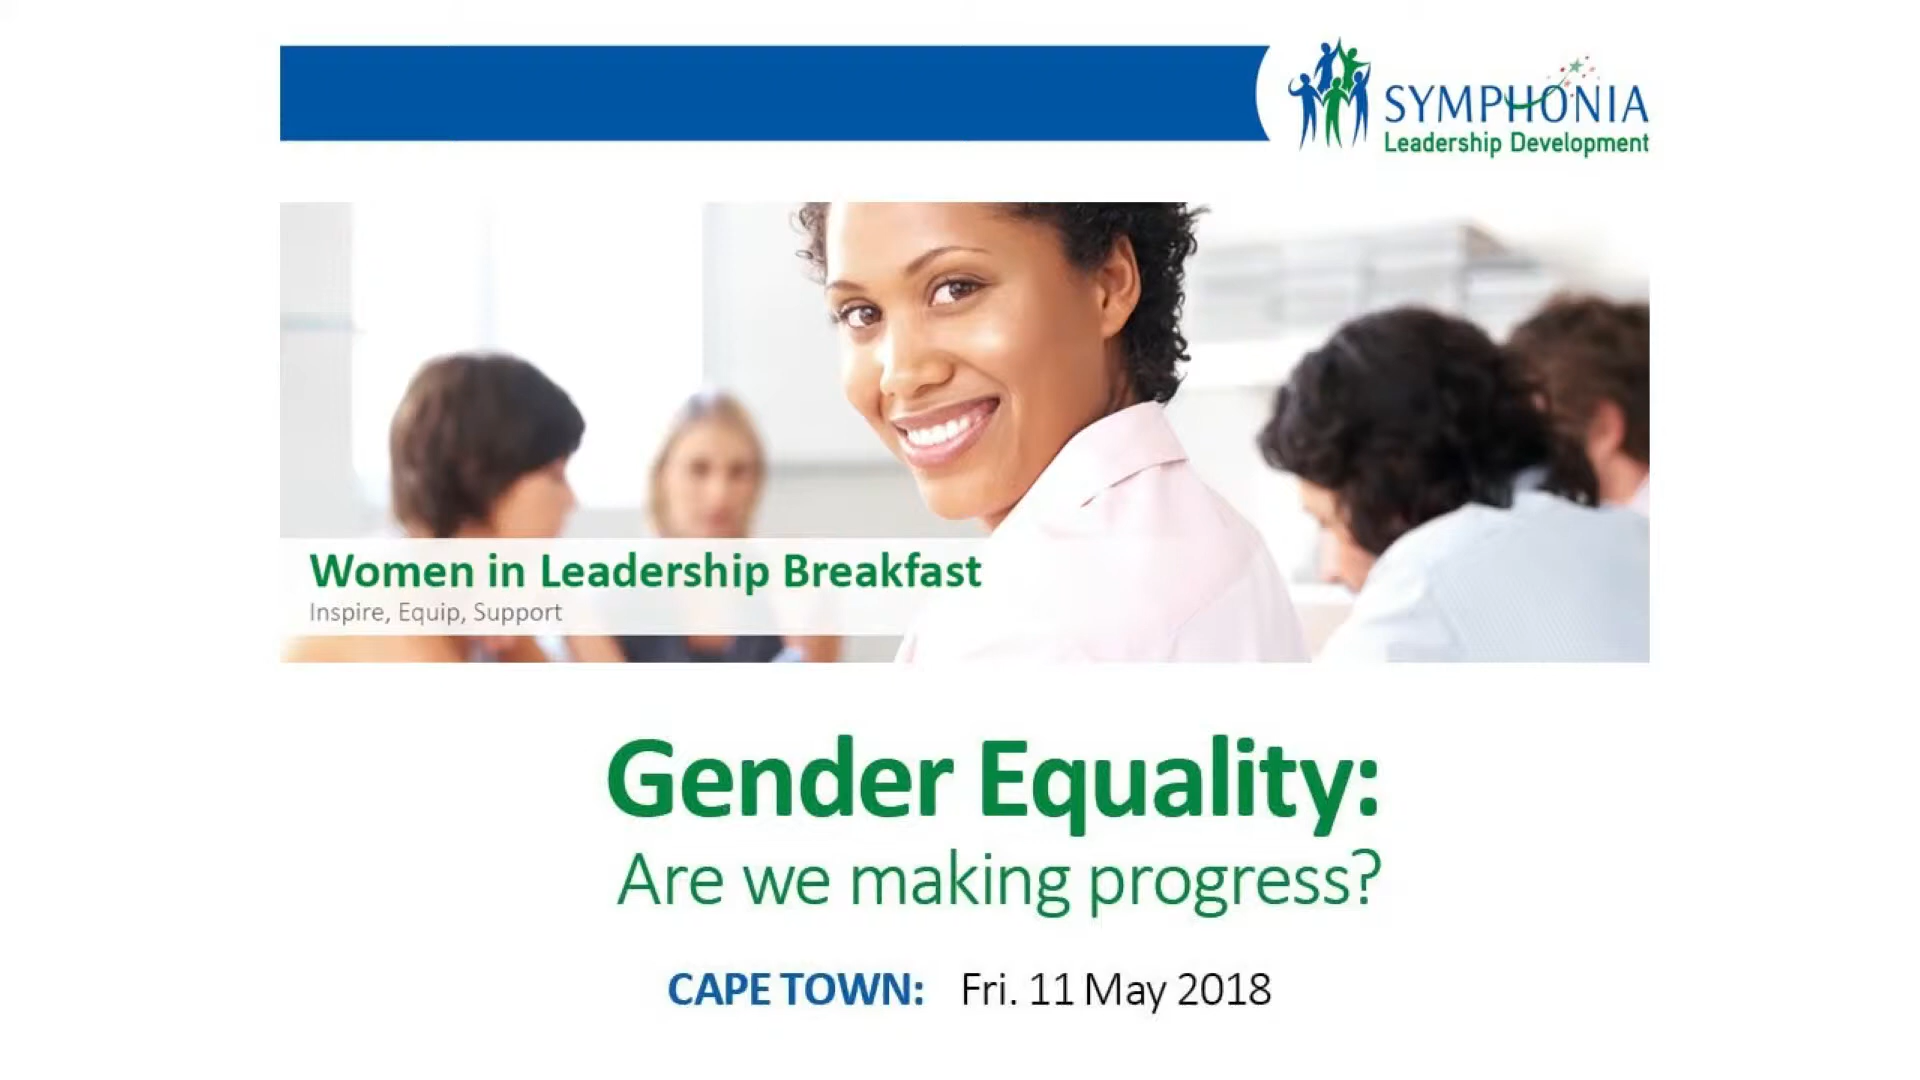 SYMPHONIA
Leadership Development
Women in Leadership Breakfast
Inspire, Equip, Support
Gender Equality:
Are we making progress?
CAPE TOWN: Fri. 11 May 2018